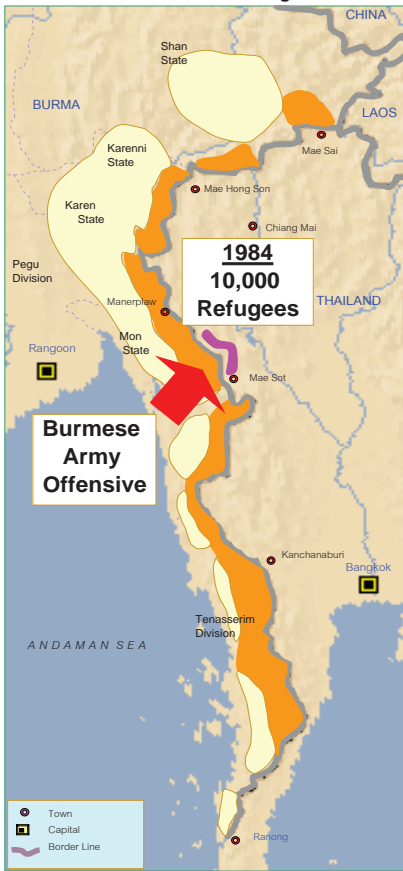 CHINA
Shan
State
BURMA
LAOS
Karenni
State
Mae Sai
Mae Hong Son
Karen
State
Chiang Mai
1984
10,000
Refugees
Pegu
Division
THAILAND
Manerplaw
Mon
State
Rangoon
Mae Sot
Burmese
Army
Offensive
Kanchanaburi
Bangkok
Tenasserim
Division
ANDAMAN SEA
Town
Capital
Border Line
Ranong